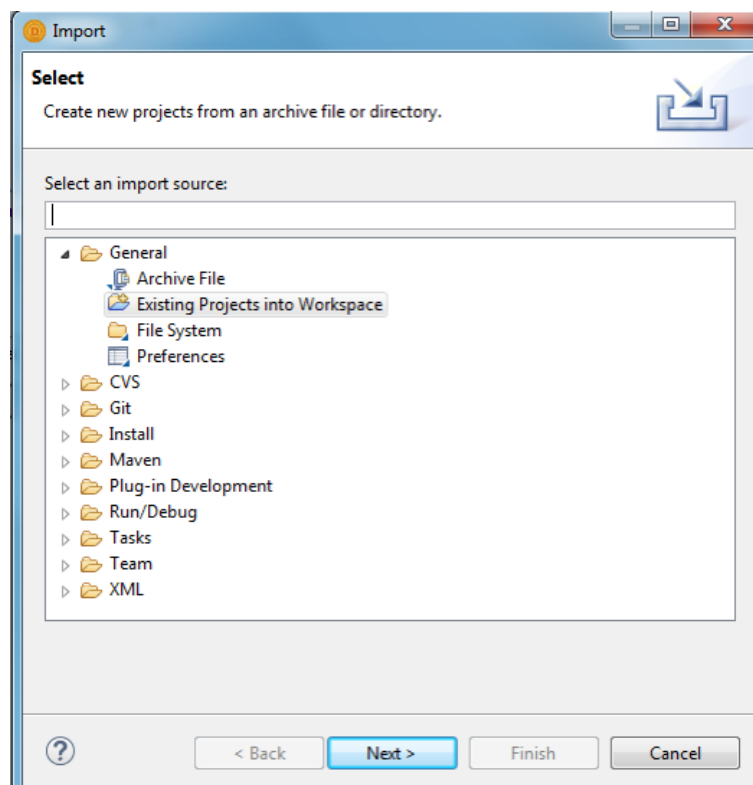 Import
Select
Create new projects from an archive file or directory.
Select an import source:
General
Archive File
Existing Projects into Workspace
File System
Preferences
CVS
Git
Install
Maven
Plug-in Development
Run/Debug
Tasks
Team
XML
? < Back Next > Finish Cancel